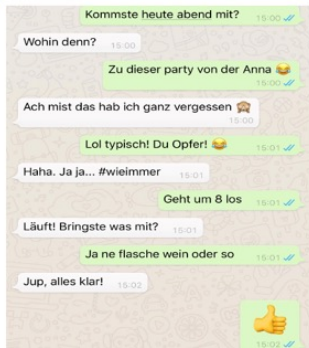 Kommste heute abend mit? 15:00
Wohin denn? 15:00
Zu dieser party von der Anna 😂
15:00
Ach mist das hab ich ganz vergessen 🙈
15:00
Lol typisch! Du Opfer! 😂 15:01
Haha. Ja ja... #wieimmer 15:01
Geht um 8 los 15:01
Läuft! Bringste was mit? 15:01
Ja ne flasche wein oder so 15:01
Jup, alles klar! 15:02
👍
15:02